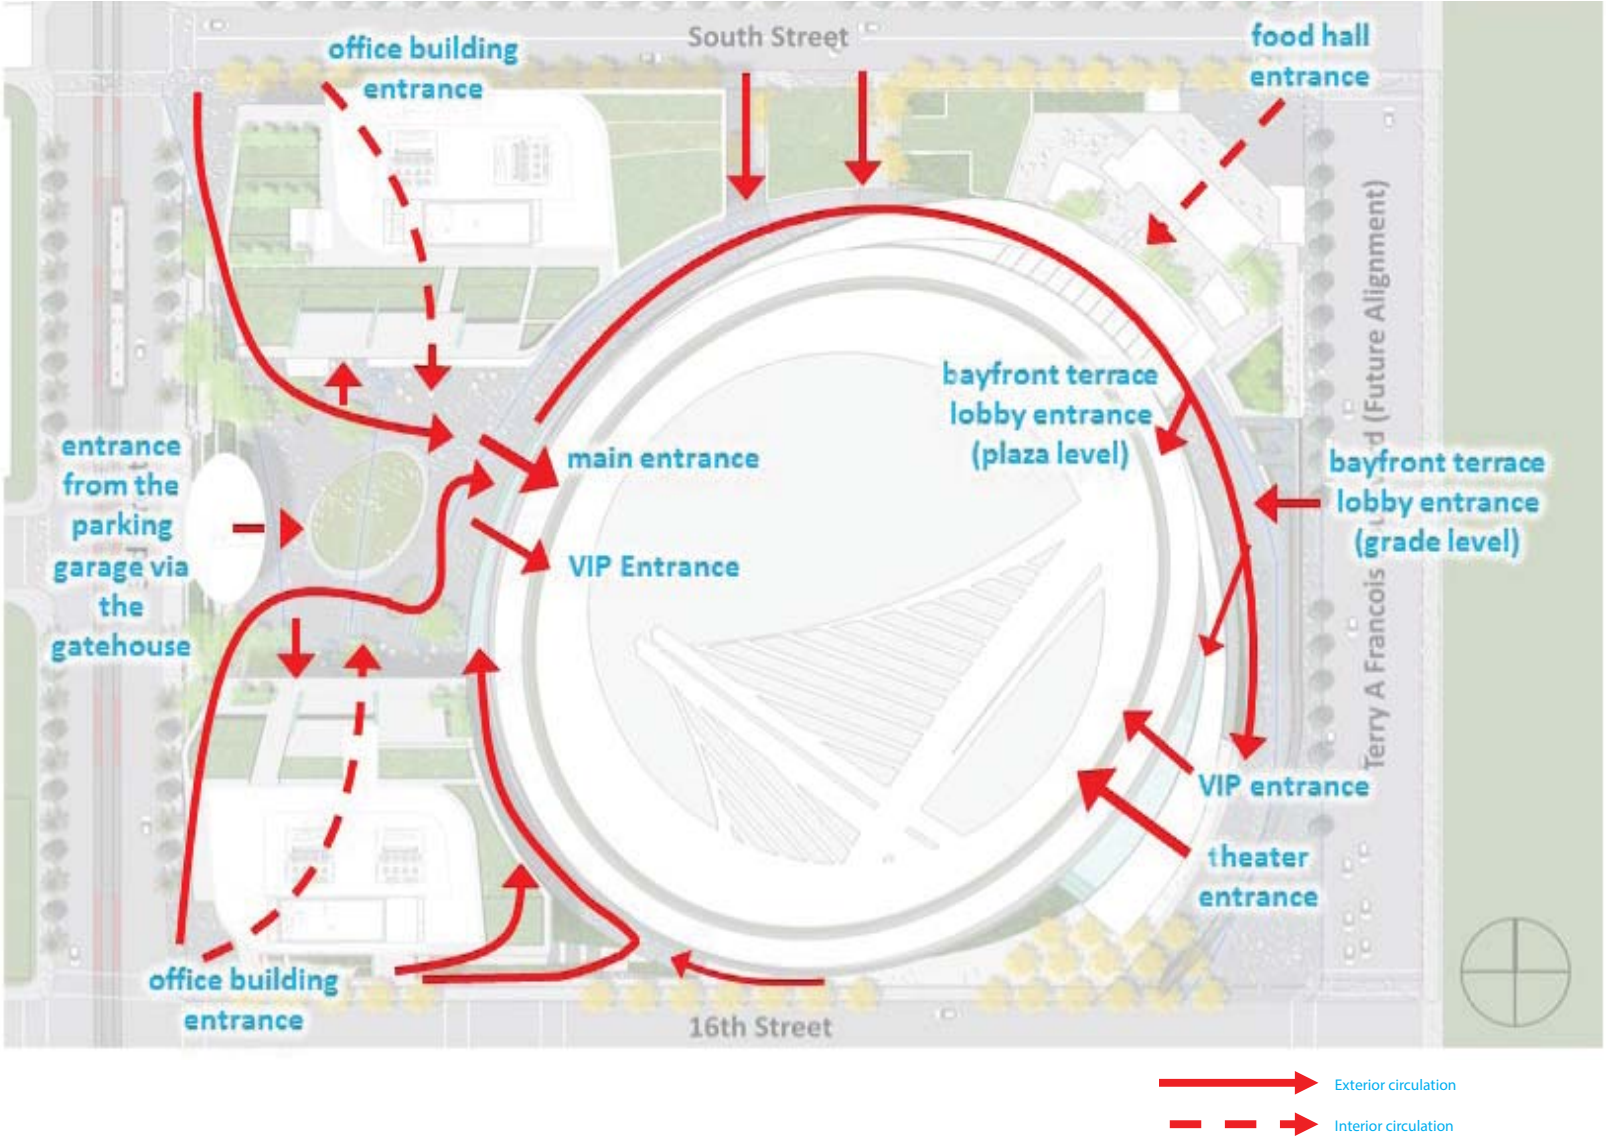 South Street
office building
entrance
food hall
entrance
bayfront terrace
lobby entrance
(plaza level)
entrance
from the
parking
garage via
the
gatehouse
main entrance
VIP Entrance
bayfront terrace
lobby entrance
(grade level)
Terry A Francois d (Future Alignment)
VIP entrance
theater
entrance
office building
entrance
16th Street
Exterior circulation
Interior circulation